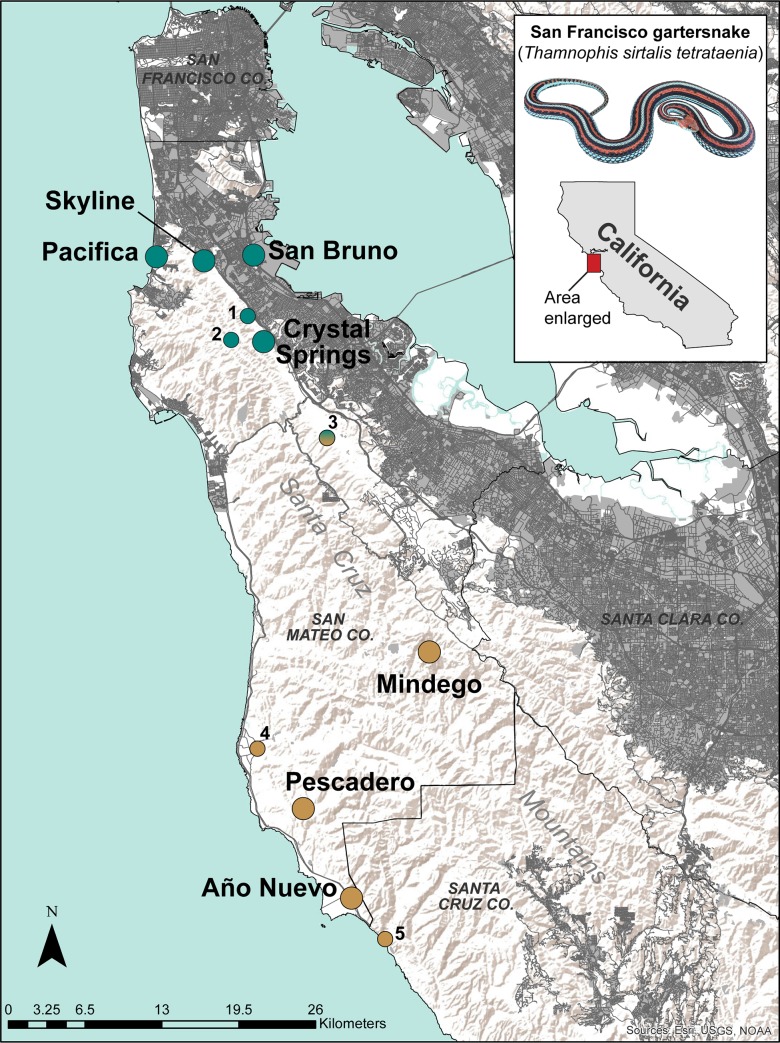 San Francisco gartersnake
(Thamnophis sirtalis tetrataenia)
California
Area
enlarged
SAN
FRANCISCO CO.
Skyline
Pacifica
San Bruno
1
2
Crystal
Springs
3
Santa Cruz
SAN
MATEO CO.
SANTA CLARA CO.
Mindego
4
Pescadero
Mountains
Año Nuevo
SANTA
CRUZ CO.
5
N
0 3.25 6.5 13 19.5 26
Kilometers
Sources: Esri, USGS, NOAA